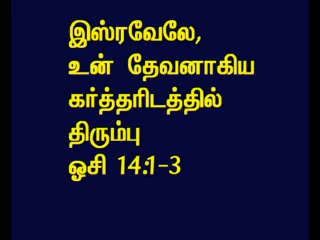 இஸ்ரவேலே,
உன் தேவனாகிய
கர்த்தரிடத்தில்
திரும்பு
ஓசி 14:1-3